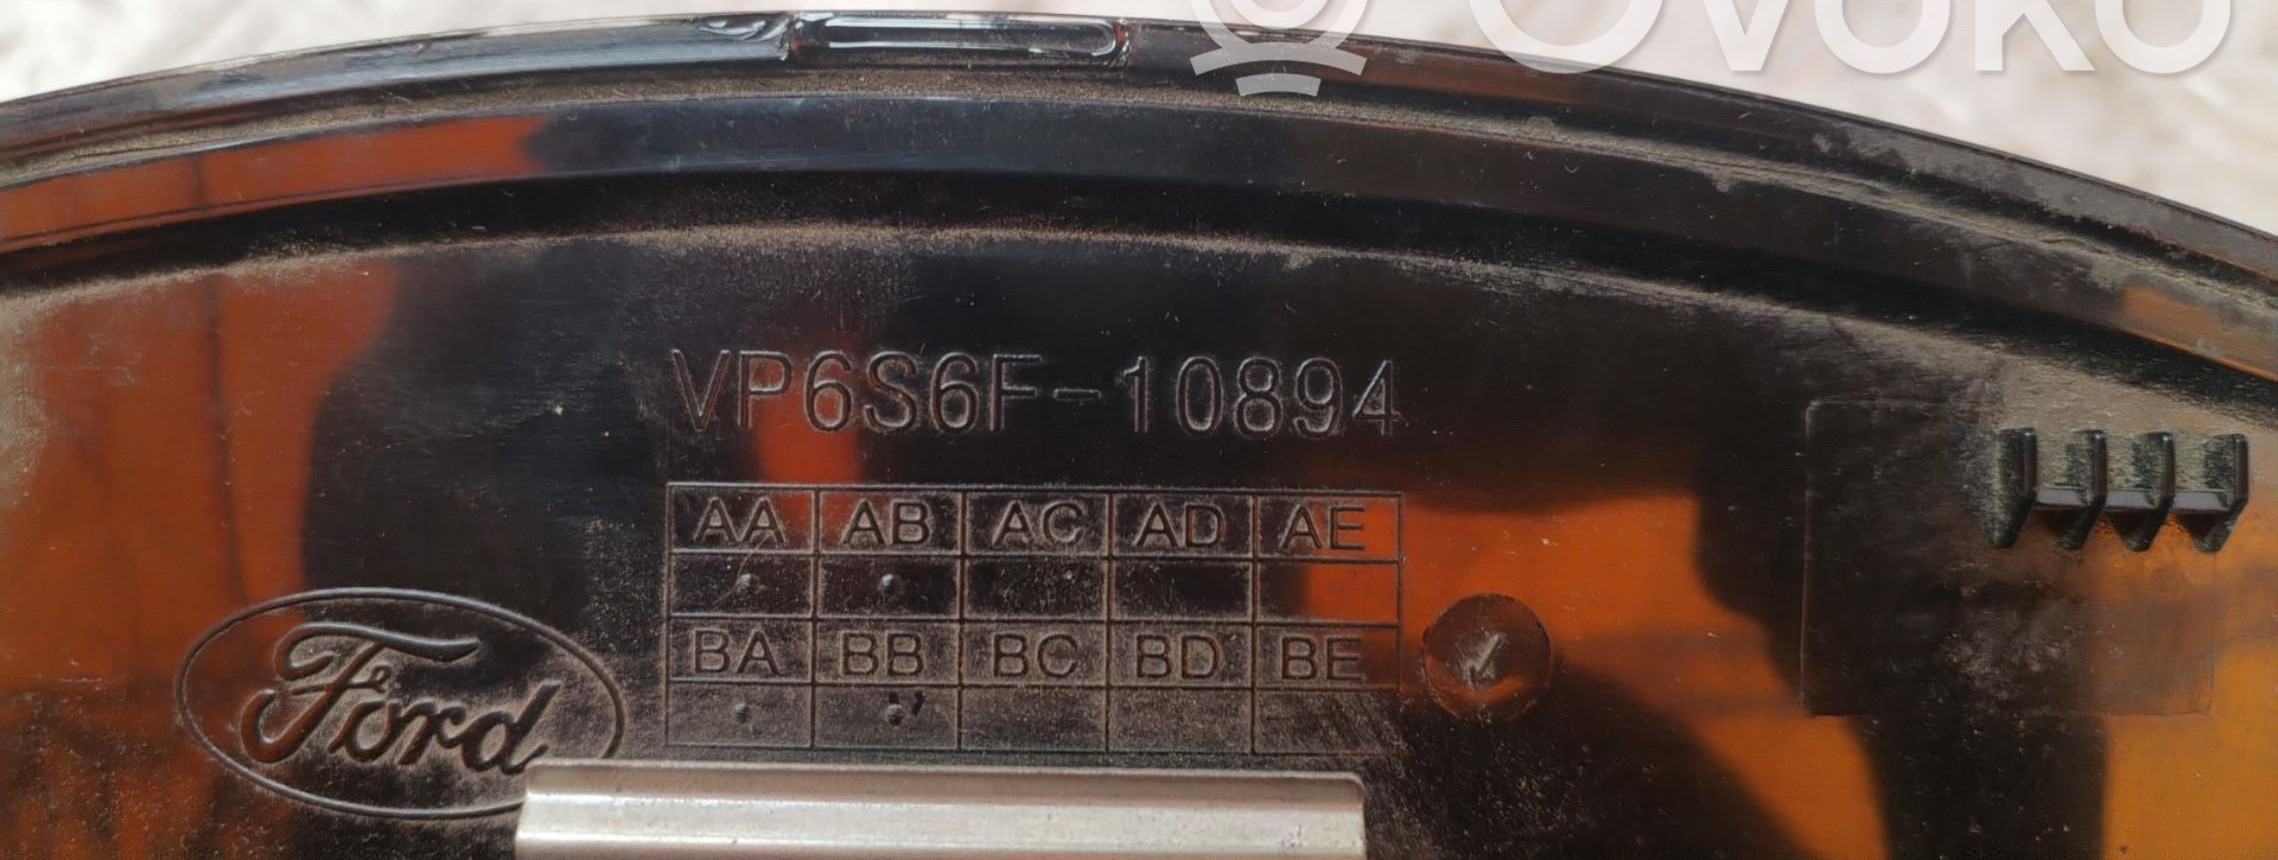 OVOKO
VP6S6F-10894
AA AB AC AD AE
BA BB BC BD BE
Ford